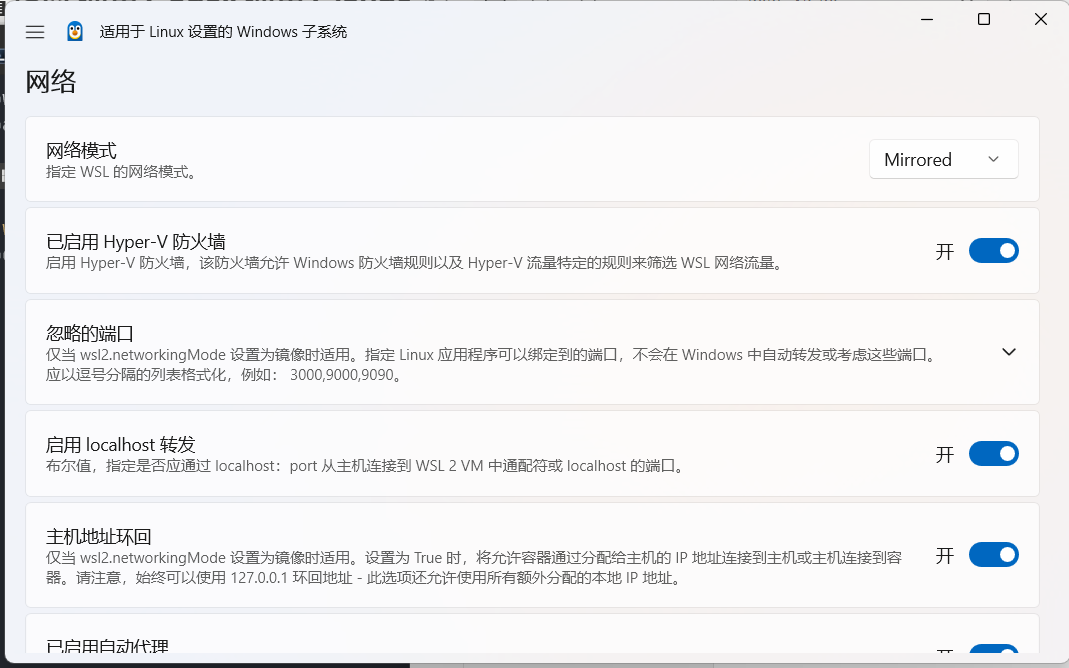 适用于 Linux 设置的 Windows 子系统
网络
网络模式
指定 WSL 的网络模式。
Mirrored
已启用 Hyper-V 防火墙
启用 Hyper-V 防火墙，该防火墙允许 Windows 防火墙规则以及 Hyper-V 流量特定的规则来筛选 WSL 网络流量。
开
忽略的端口
仅当 wsl2.networkingMode 设置为镜像时适用。指定 Linux 应用程序可以绑定到的端口，不会在 Windows 中自动转发或考虑这些端口。
应以逗号分隔的列表格式化，例如： 3000,9000,9090。
启用 localhost 转发
布尔值，指定是否应通过 localhost：port 从主机连接到 WSL 2 VM 中通配符或 localhost 的端口。
开
主机地址环回
仅当 wsl2.networkingMode 设置为镜像时适用。设置为 True 时，将允许容器通过分配给主机的 IP 地址连接到主机或主机连接到容
器。请注意，始终可以使用 127.0.0.1 环回地址 - 此选项还允许使用所有额外分配的本地 IP 地址。
开
已启用自动代理